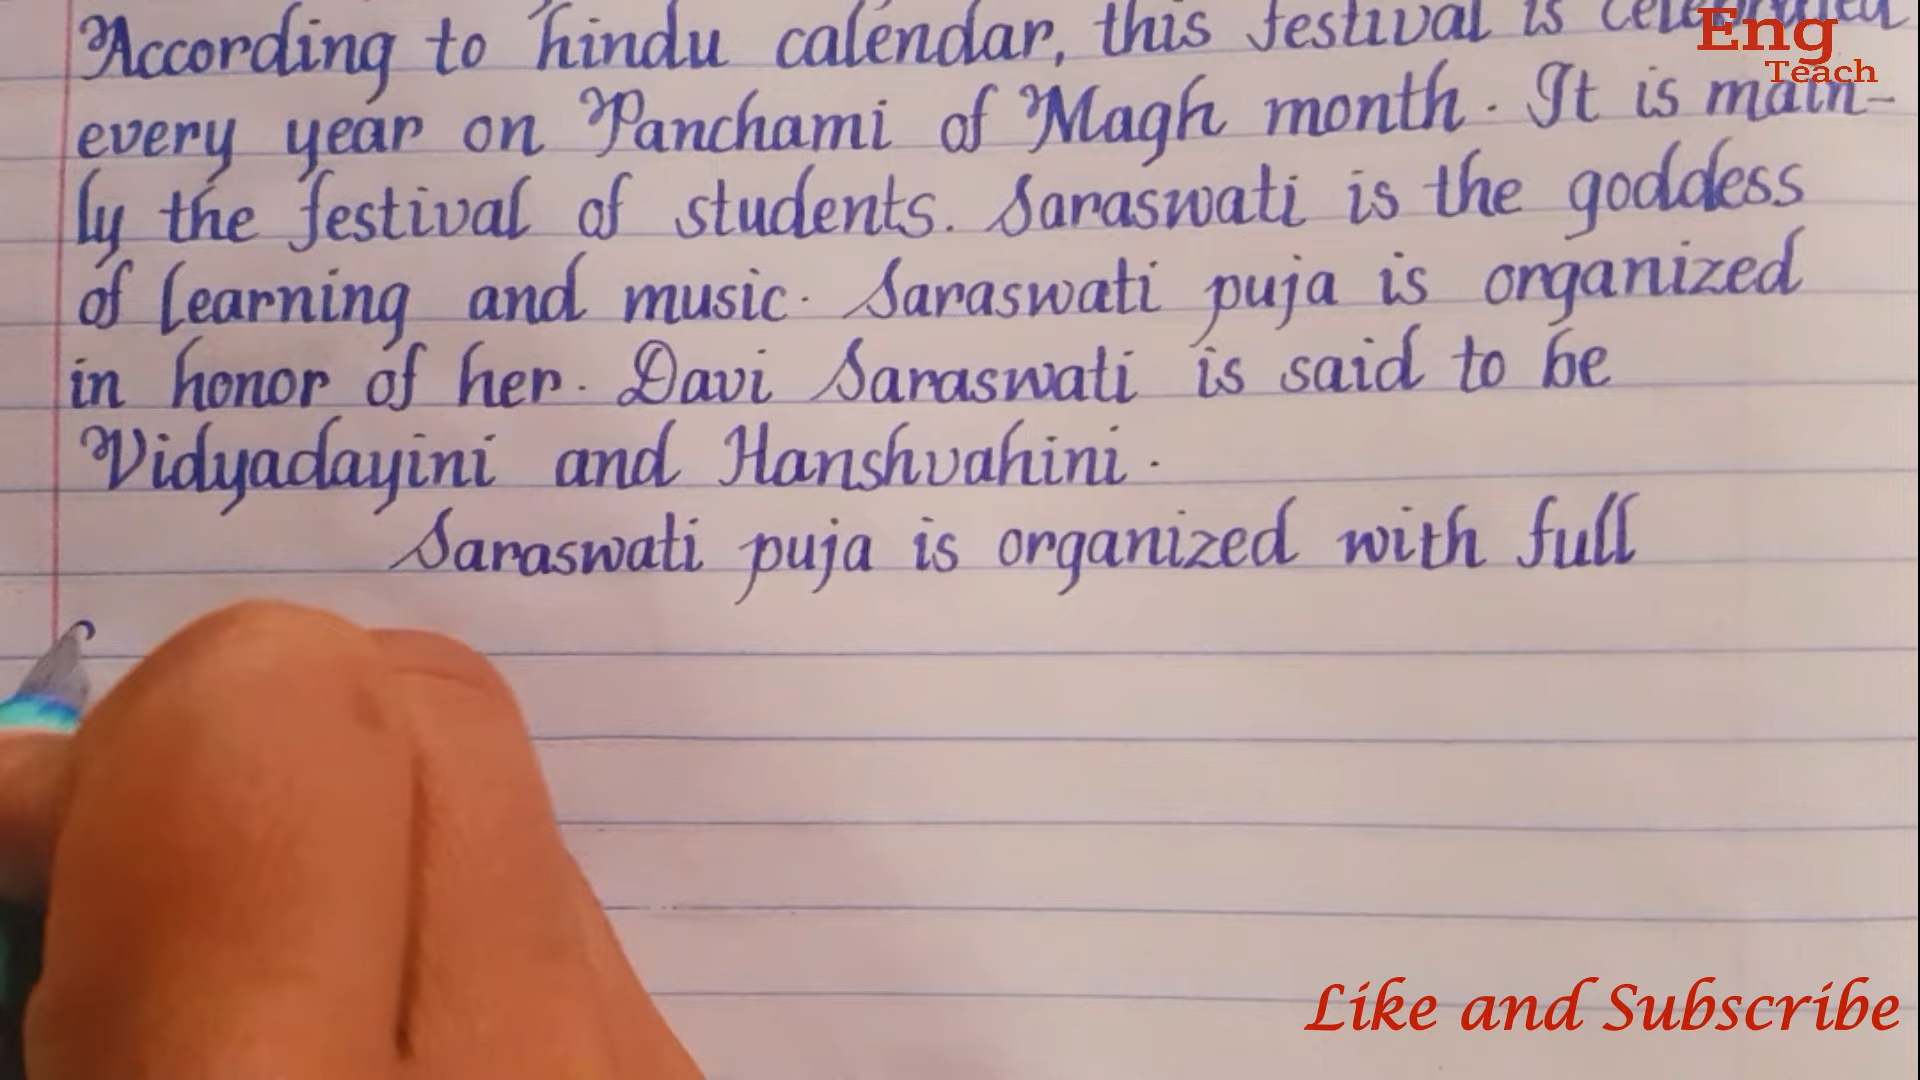 According to hindu calendar, this festival is celebrated
Eng
Teach
every year on Panchami of Magh month. It is main-
ly the festival of students. Saraswati is the goddess
of learning and music. Saraswati puja is organized
in honor of her. Davi Saraswati is said to be
Vidyadayini and Hanshvahini.
Saraswati puja is organized with full
Like and Subscribe